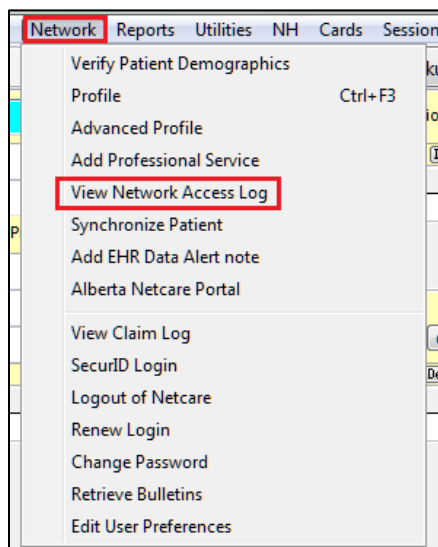 Network Reports Utilities NH Cards Session
Verify Patient Demographics
Profile Ctrl+F3
Advanced Profile
Add Professional Service
View Network Access Log
Synchronize Patient
Add EHR Data Alert note
Alberta Netcare Portal
View Claim Log
SecurID Login
Logout of Netcare
Renew Login
Change Password
Retrieve Bulletins
Edit User Preferences